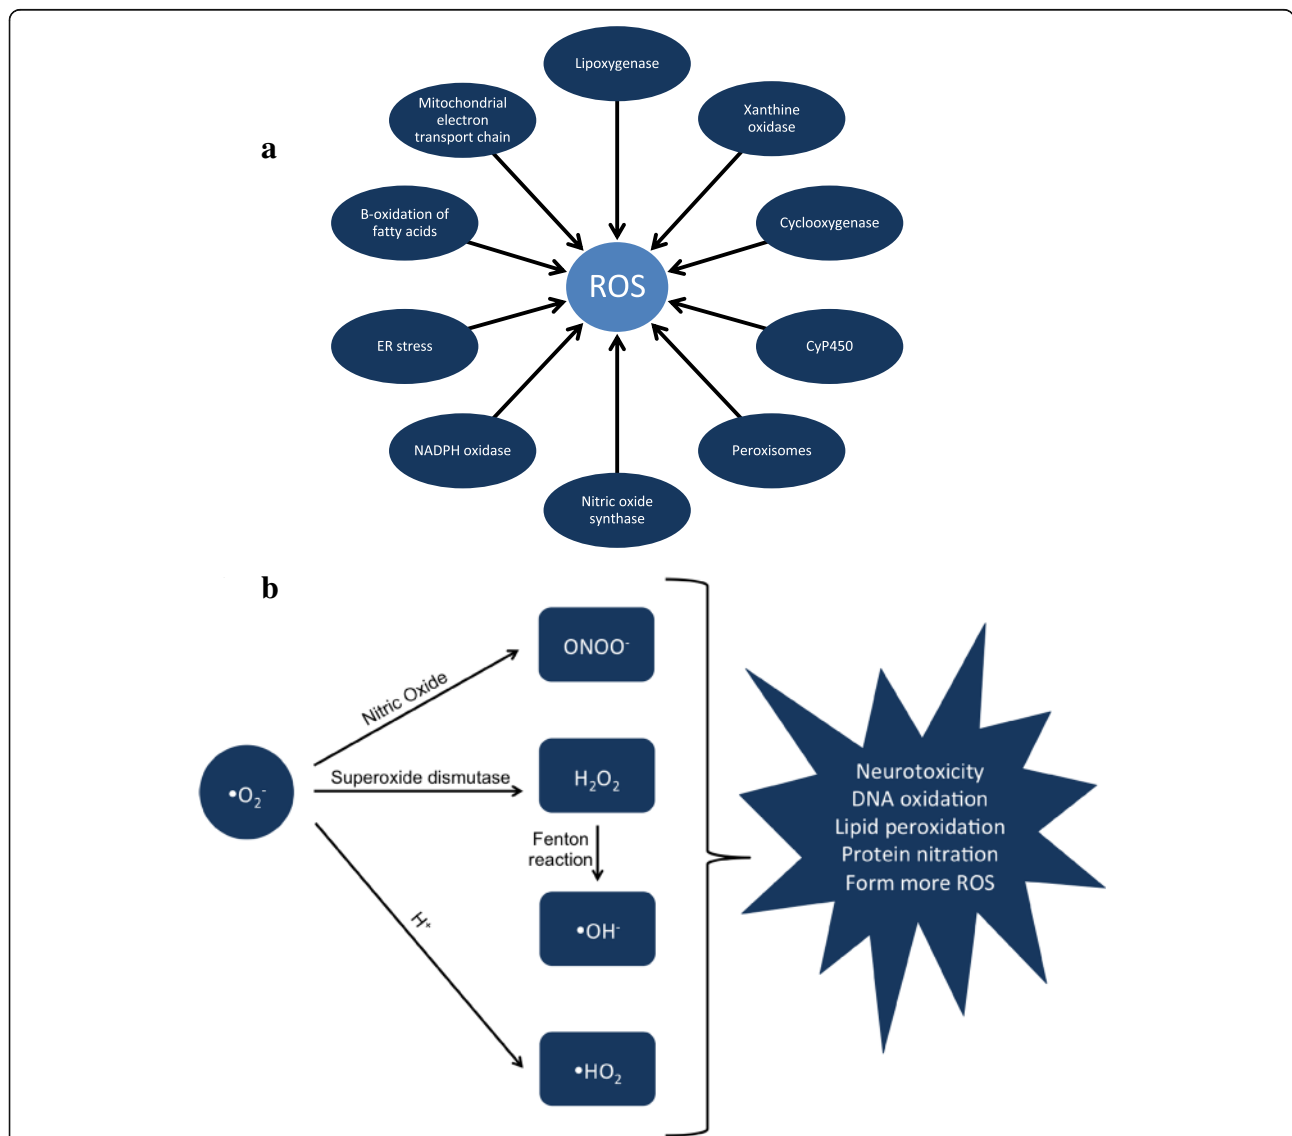 a
Lipoxygenase
Mitochondrial
electron
transport chain
Xanthine
oxidase
B-oxidation of
fatty acids
Cyclooxygenase
ROS
ER stress
CyP450
NADPH oxidase
Peroxisomes
Nitric oxide
synthase
b
ONOO⁻
Nitric Oxide
•O₂⁻
Superoxide dismutase
H₂O₂
Fenton
reaction
•OH⁻
H⁺
•HO₂
Neurotoxicity
DNA oxidation
Lipid peroxidation
Protein nitration
Form more ROS